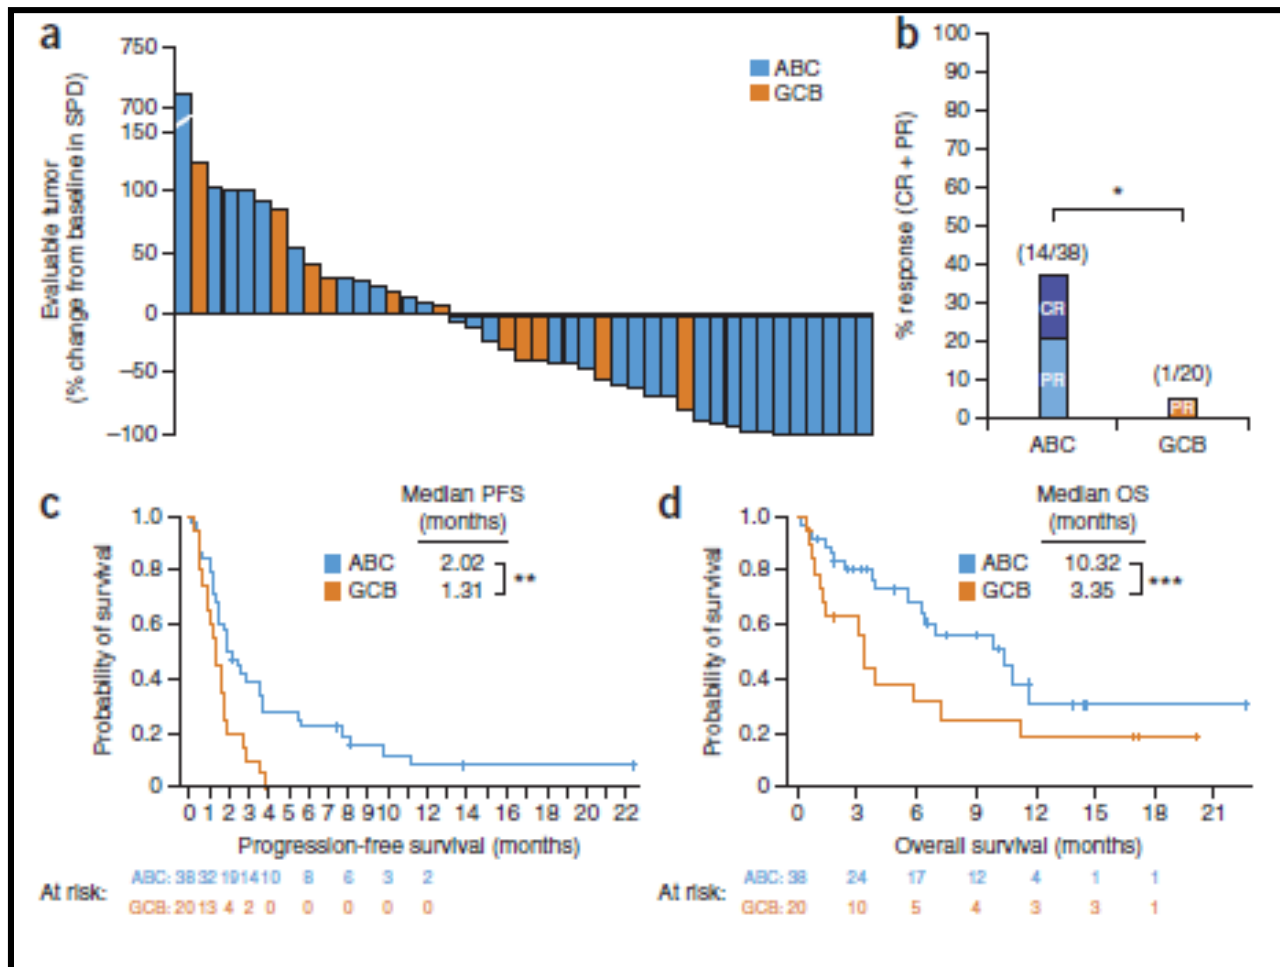 a
750
700
150
100
50
0
−50
−100
Evaluable tumor
(% change from baseline in SPD)
ABC
GCB
b
100
90
80
70
60
50
40
30
20
10
0
% response (CR + PR)
*
(14/38)
CR
PR
(1/20)
PR
ABC
GCB
c
Median PFS
(months)
ABC 2.02
GCB 1.31
**
1.0
0.8
0.6
0.4
0.2
0
Probability of survival
0 1 2 3 4 5 6 7 8 9 10 12 14 16 18 20 22
Progression-free survival (months)
At risk:
ABC: 38 32 19 14 10 8 6 3 2
GCB: 20 13 4 2 0 0 0 0 0
d
Median OS
(months)
ABC 10.32
GCB 3.35
***
1.0
0.8
0.6
0.4
0.2
0
Probability of survival
0 3 6 9 12 15 18 21
Overall survival (months)
At risk:
ABC: 38 24 17 12 4 1 1
GCB: 20 10 5 4 3 3 1